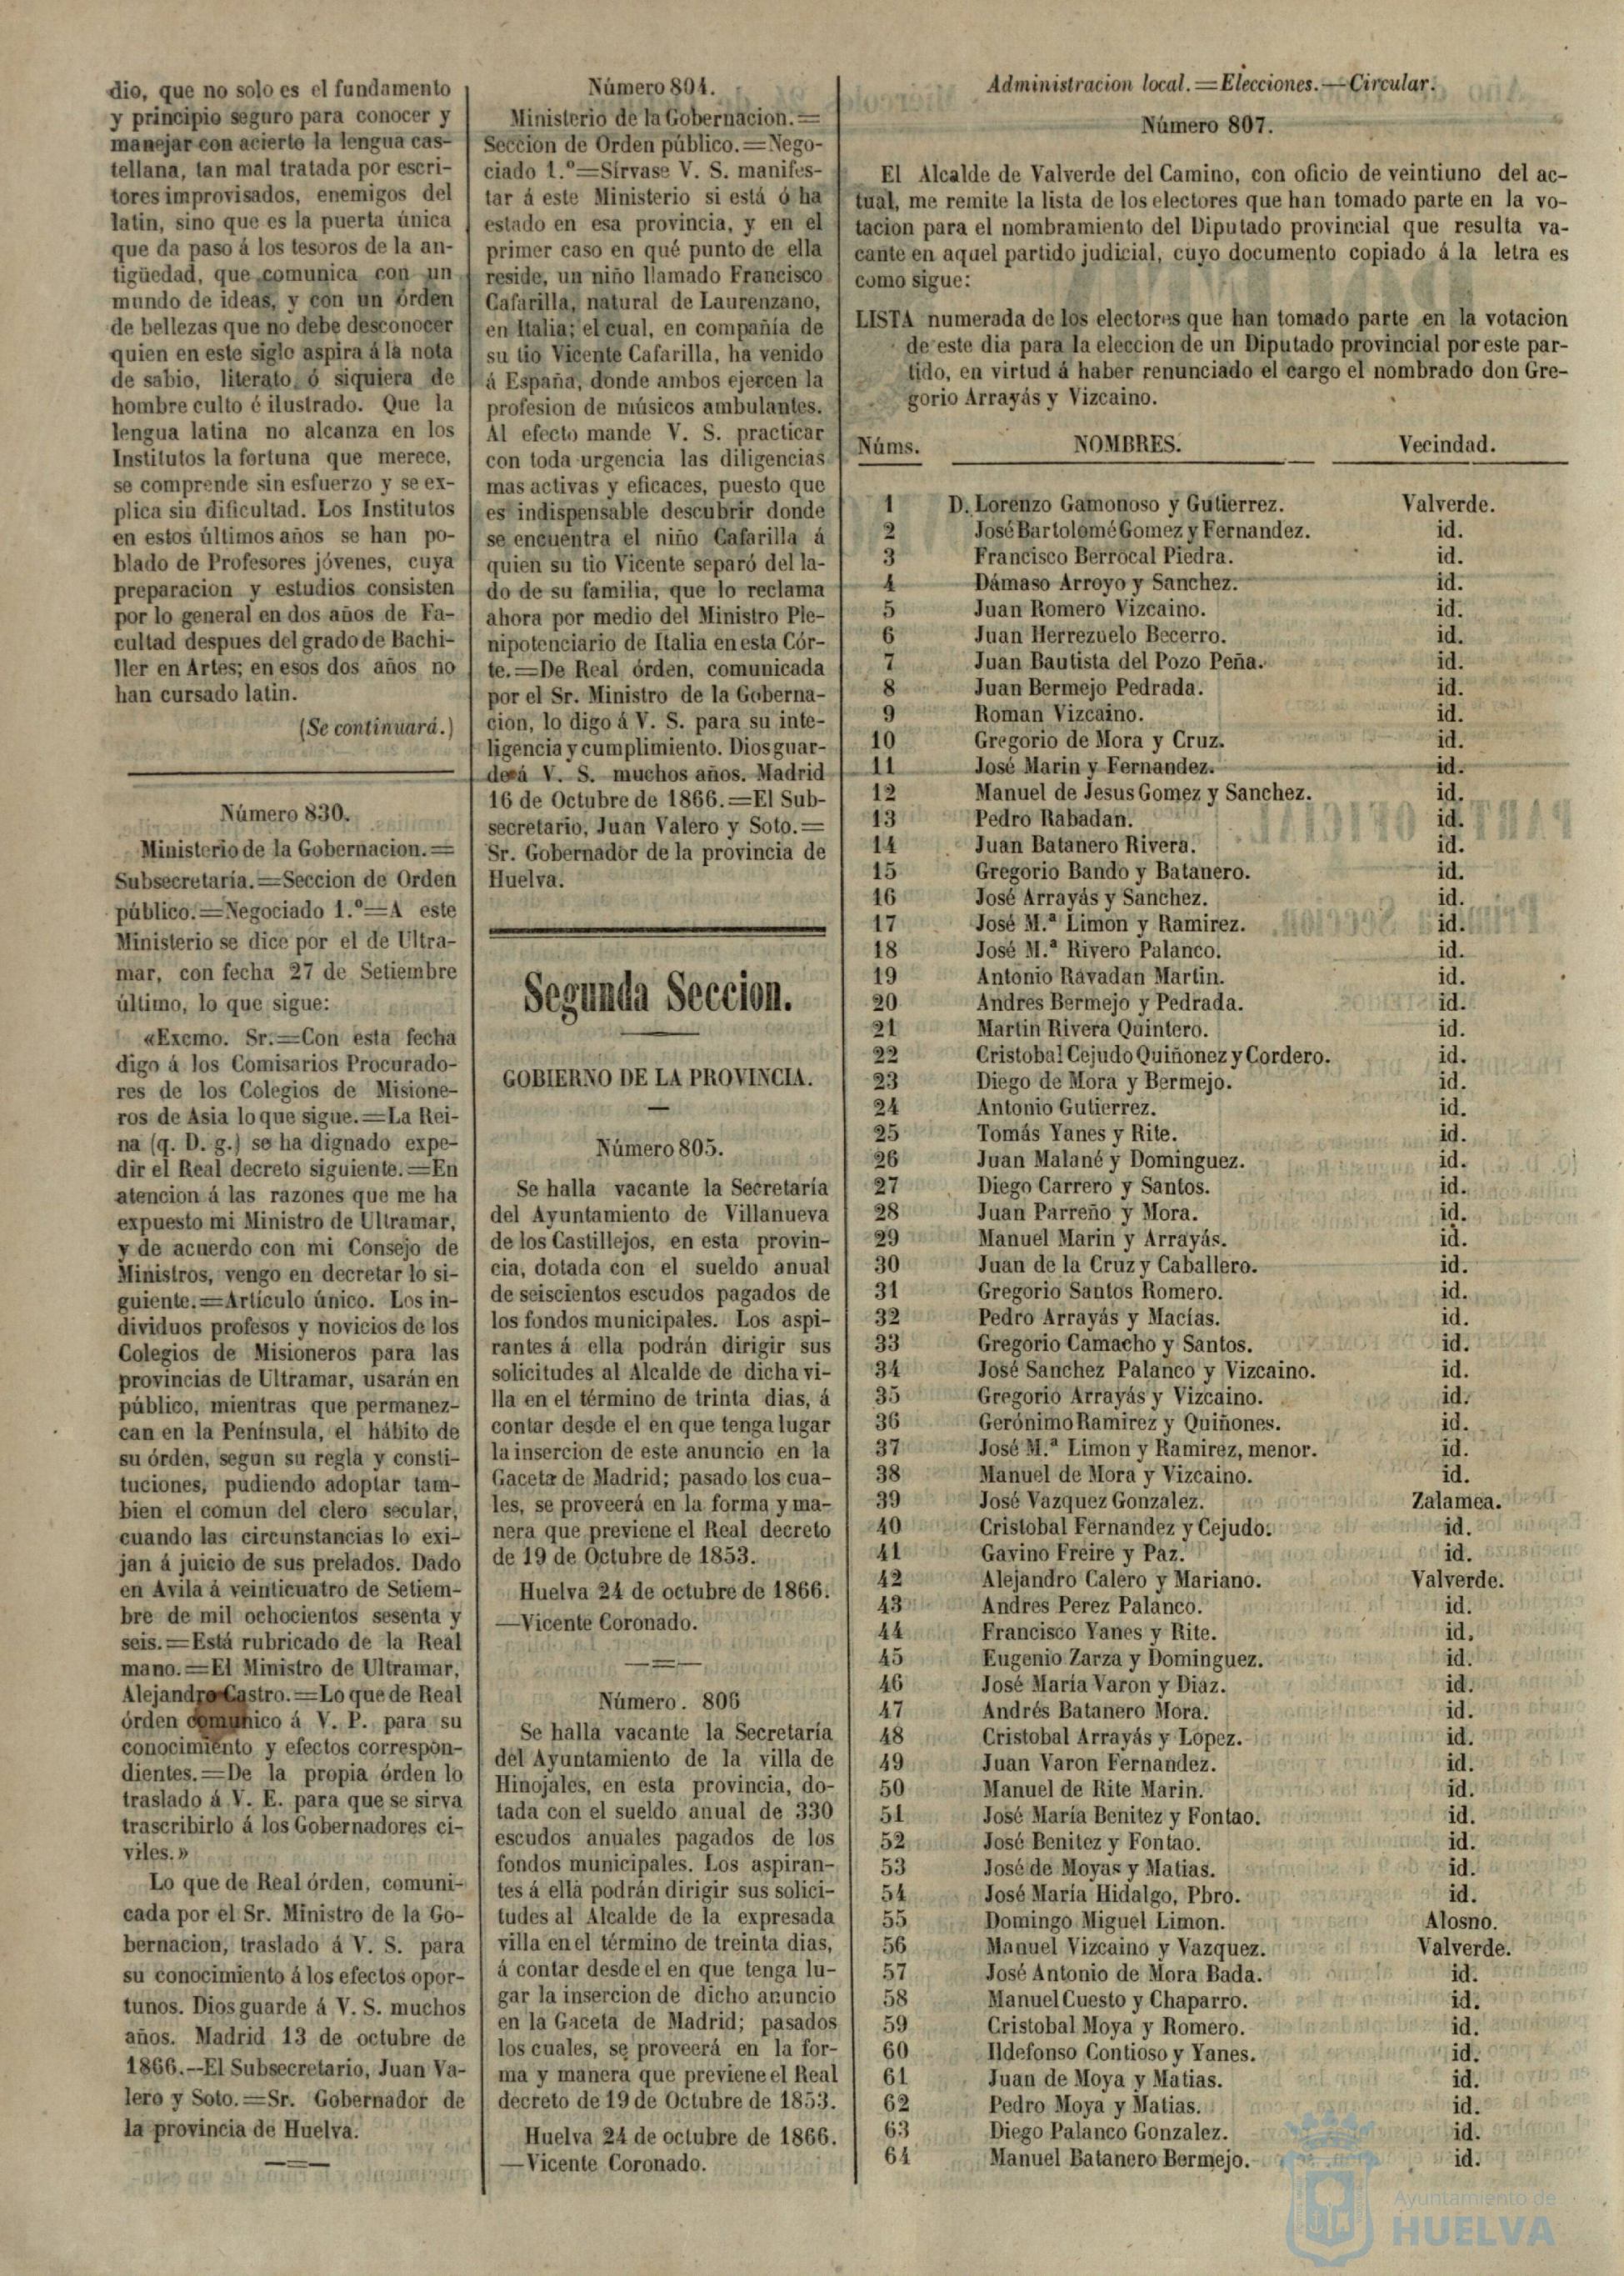 dio, que no solo es el fundamento
y principio seguro para conocer y
manejar con acierto la lengua cas-
tellana, tan mal tratada por escri-
tores improvisados, enemigos del
latin, sino que es la puerta única
que da paso á los tesoros de la an-
tigüedad, que comunica con un
mundo de ideas, y con un órden
de bellezas que no debe desconocer
quien en este siglo aspira á la nota
de sabio, literato, ó siquiera de
hombre culto é ilustrado. Que la
lengua latina no alcanza en los
Institutos la fortuna que merece,
se comprende sin esfuerzo y se ex-
plica sin dificultad. Los Institutos
en estos últimos años se han po-
blado de Profesores jóvenes, cuya
preparacion y estudios consisten
por lo general en dos años de Fa-
cultad despues del grado de Bachi-
ller en Artes; en esos dos años no
han cursado latin.
(Se continuará.)
Número 830.
Ministerio de la Gobernacion.=
Subsecretaría.=Seccion de Orden
público.=Negociado 1.º=A este
Ministerio se dice por el de Ultra-
mar, con fecha 27 de Setiembre
último, lo que sigue:
«Excmo. Sr.=Con esta fecha
digo á los Comisarios Procurado-
res de los Colegios de Misione-
ros de Asia lo que sigue.=La Rei-
na (q. D. g.) se ha dignado expe-
dir el Real decreto siguiente.=En
atencion á las razones que me ha
expuesto mi Ministro de Ultramar,
y de acuerdo con mi Consejo de
Ministros, vengo en decretar lo si-
guiente.=Artículo único. Los in-
dividuos profesos y novicios de los
Colegios de Misioneros para las
provincias de Ultramar, usarán en
público, mientras que permanez-
can en la Península, el hábito de
su órden, segun su regla y consti-
tuciones, pudiendo adoptar tam-
bien el comun del clero secular,
cuando las circunstancias lo exi-
jan á juicio de sus prelados. Dado
en Avila á veinticuatro de Setiem-
bre de mil ochocientos sesenta y
seis.=Está rubricado de la Real
mano.=El Ministro de Ultramar,
Alejandro Castro.=Lo que de Real
órden comunico á V. P. para su
conocimiento y efectos correspon-
dientes.=De la propia órden lo
traslado á V. E. para que se sirva
trascribirlo á los Gobernadores ci-
viles.»
Lo que de Real órden, comuni-
cada por el Sr. Ministro de la Go-
bernacion, traslado á V. S. para
su conocimiento á los efectos opor-
tunos. Dios guarde á V. S. muchos
años. Madrid 13 de octubre de
1866.--El Subsecretario, Juan Va-
lero y Soto.=Sr. Gobernador de
la provincia de Huelva.
Número 804.
Ministerio de la Gobernacion.=
Seccion de Orden público.=Nego-
ciado 1.º=Sírvase V. S. manifes-
tar á este Ministerio si está ó ha
estado en esa provincia, y en el
primer caso en qué punto de ella
reside, un niño llamado Francisco
Cafarilla, natural de Laurenzano,
en Italia; el cual, en compañía de
su tio Vicente Cafarilla, ha venido
á España, donde ambos ejercen la
profesion de músicos ambulantes.
Al efecto mande V. S. practicar
con toda urgencia las diligencias
mas activas y eficaces, puesto que
es indispensable descubrir donde
se encuentra el niño Cafarilla á
quien su tio Vicente separó del la-
do de su familia, que lo reclama
ahora por medio del Ministro Ple-
nipotenciario de Italia en esta Cór-
te.=De Real órden, comunicada
por el Sr. Ministro de la Goberna-
cion, lo digo á V. S. para su inte-
ligencia y cumplimiento. Dios guar-
de á V. S. muchos años. Madrid
16 de Octubre de 1866.=El Sub-
secretario, Juan Valero y Soto.=
Sr. Gobernador de la provincia de
Huelva.
Segunda Seccion.
GOBIERNO DE LA PROVINCIA.
Número 805.
Se halla vacante la Secretaría
del Ayuntamiento de Villanueva
de los Castillejos, en esta provin-
cia, dotada con el sueldo anual
de seiscientos escudos pagados de
los fondos municipales. Los aspi-
rantes á ella podrán dirigir sus
solicitudes al Alcalde de dicha vi-
lla en el término de trinta dias, á
contar desde el en que tenga lugar
la insercion de este anuncio en la
Gaceta de Madrid; pasado los cua-
les, se proveerá en la forma y ma-
nera que previene el Real decreto
de 19 de Octubre de 1853.
Huelva 24 de octubre de 1866.
—Vicente Coronado.
Número. 806
Se halla vacante la Secretaría
del Ayuntamiento de la villa de
Hinojales, en esta provincia, do-
tada con el sueldo anual de 330
escudos anuales pagados de los
fondos municipales. Los aspiran-
tes á ella podrán dirigir sus solici-
tudes al Alcalde de la expresada
villa en el término de treinta dias,
á contar desde el en que tenga lu-
gar la insercion de dicho anuncio
en la Gaceta de Madrid; pasados
los cuales, se proveerá en la for-
ma y manera que previene el Real
decreto de 19 de Octubre de 1853.
Huelva 24 de octubre de 1866.
—Vicente Coronado.
Administracion local.=Elecciones.—Circular.
Número 807.
El Alcalde de Valverde del Camino, con oficio de veintiuno del ac-
tual, me remite la lista de los electores que han tomado parte en la vo-
tacion para el nombramiento del Diputado provincial que resulta va-
cante en aquel partido judicial, cuyo documento copiado á la letra es
como sigue:
LISTA numerada de los electores que han tomado parte en la votacion
de este dia para la eleccion de un Diputado provincial por este par-
tido, en virtud á haber renunciado el cargo el nombrado don Gre-
gorio Arrayás y Vizcaino.
Núms. NOMBRES. Vecindad.
1 D. Lorenzo Gamonoso y Gutierrez. Valverde.
2 José Bartolomé Gomez y Fernandez. id.
3 Francisco Berrocal Piedra. id.
4 Dámaso Arroyo y Sanchez. id.
5 Juan Romero Vizcaino. id.
6 Juan Herrezuelo Becerro. id.
7 Juan Bautista del Pozo Peña. id.
8 Juan Bermejo Pedrada. id.
9 Roman Vizcaino. id.
10 Gregorio de Mora y Cruz. id.
11 José Marin y Fernandez. id.
12 Manuel de Jesus Gomez y Sanchez. id.
13 Pedro Rabadan. id.
14 Juan Batanero Rivera. id.
15 Gregorio Bando y Batanero. id.
16 José Arrayás y Sanchez. id.
17 José M.ª Limon y Ramirez. id.
18 José M.ª Rivero Palanco. id.
19 Antonio Ravadan Martin. id.
20 Andres Bermejo y Pedrada. id.
21 Martin Rivera Quintero. id.
22 Cristobal Cejudo Quiñonez y Cordero. id.
23 Diego de Mora y Bermejo. id.
24 Antonio Gutierrez. id.
25 Tomás Yanes y Rite. id.
26 Juan Malané y Dominguez. id.
27 Diego Carrero y Santos. id.
28 Juan Parreño y Mora. id.
29 Manuel Marin y Arrayás. id.
30 Juan de la Cruz y Caballero. id.
31 Gregorio Santos Romero. id.
32 Pedro Arrayás y Macías. id.
33 Gregorio Camacho y Santos. id.
34 José Sanchez Palanco y Vizcaino. id.
35 Gregorio Arrayás y Vizcaino. id.
36 Gerónimo Ramirez y Quiñones. id.
37 José M.ª Limon y Ramirez, menor. id.
38 Manuel de Mora y Vizcaino. id.
39 José Vazquez Gonzalez. Zalamea.
40 Cristobal Fernandez y Cejudo. id.
41 Gavino Freire y Paz. id.
42 Alejandro Calero y Mariano. Valverde.
43 Andres Perez Palanco. id.
44 Francisco Yanes y Rite. id.
45 Eugenio Zarza y Dominguez. id.
46 José María Varon y Diaz. id.
47 Andrés Batanero Mora. id.
48 Cristobal Arrayás y Lopez. id.
49 Juan Varon Fernandez. id.
50 Manuel de Rite Marin. id.
51 José María Benitez y Fontao. id.
52 José Benitez y Fontao. id.
53 José de Moyas y Matias. id.
54 José María Hidalgo, Pbro. id.
55 Domingo Miguel Limon. Alosno.
56 Manuel Vizcaino y Vazquez. Valverde.
57 José Antonio de Mora Bada. id.
58 Manuel Cuesto y Chaparro. id.
59 Cristobal Moya y Romero. id.
60 Ildefonso Contioso y Yanes. id.
61 Juan de Moya y Matias. id.
62 Pedro Moya y Matias. id.
63 Diego Palanco Gonzalez. id.
64 Manuel Batanero Bermejo. id.
Ayuntamiento de
HUELVA